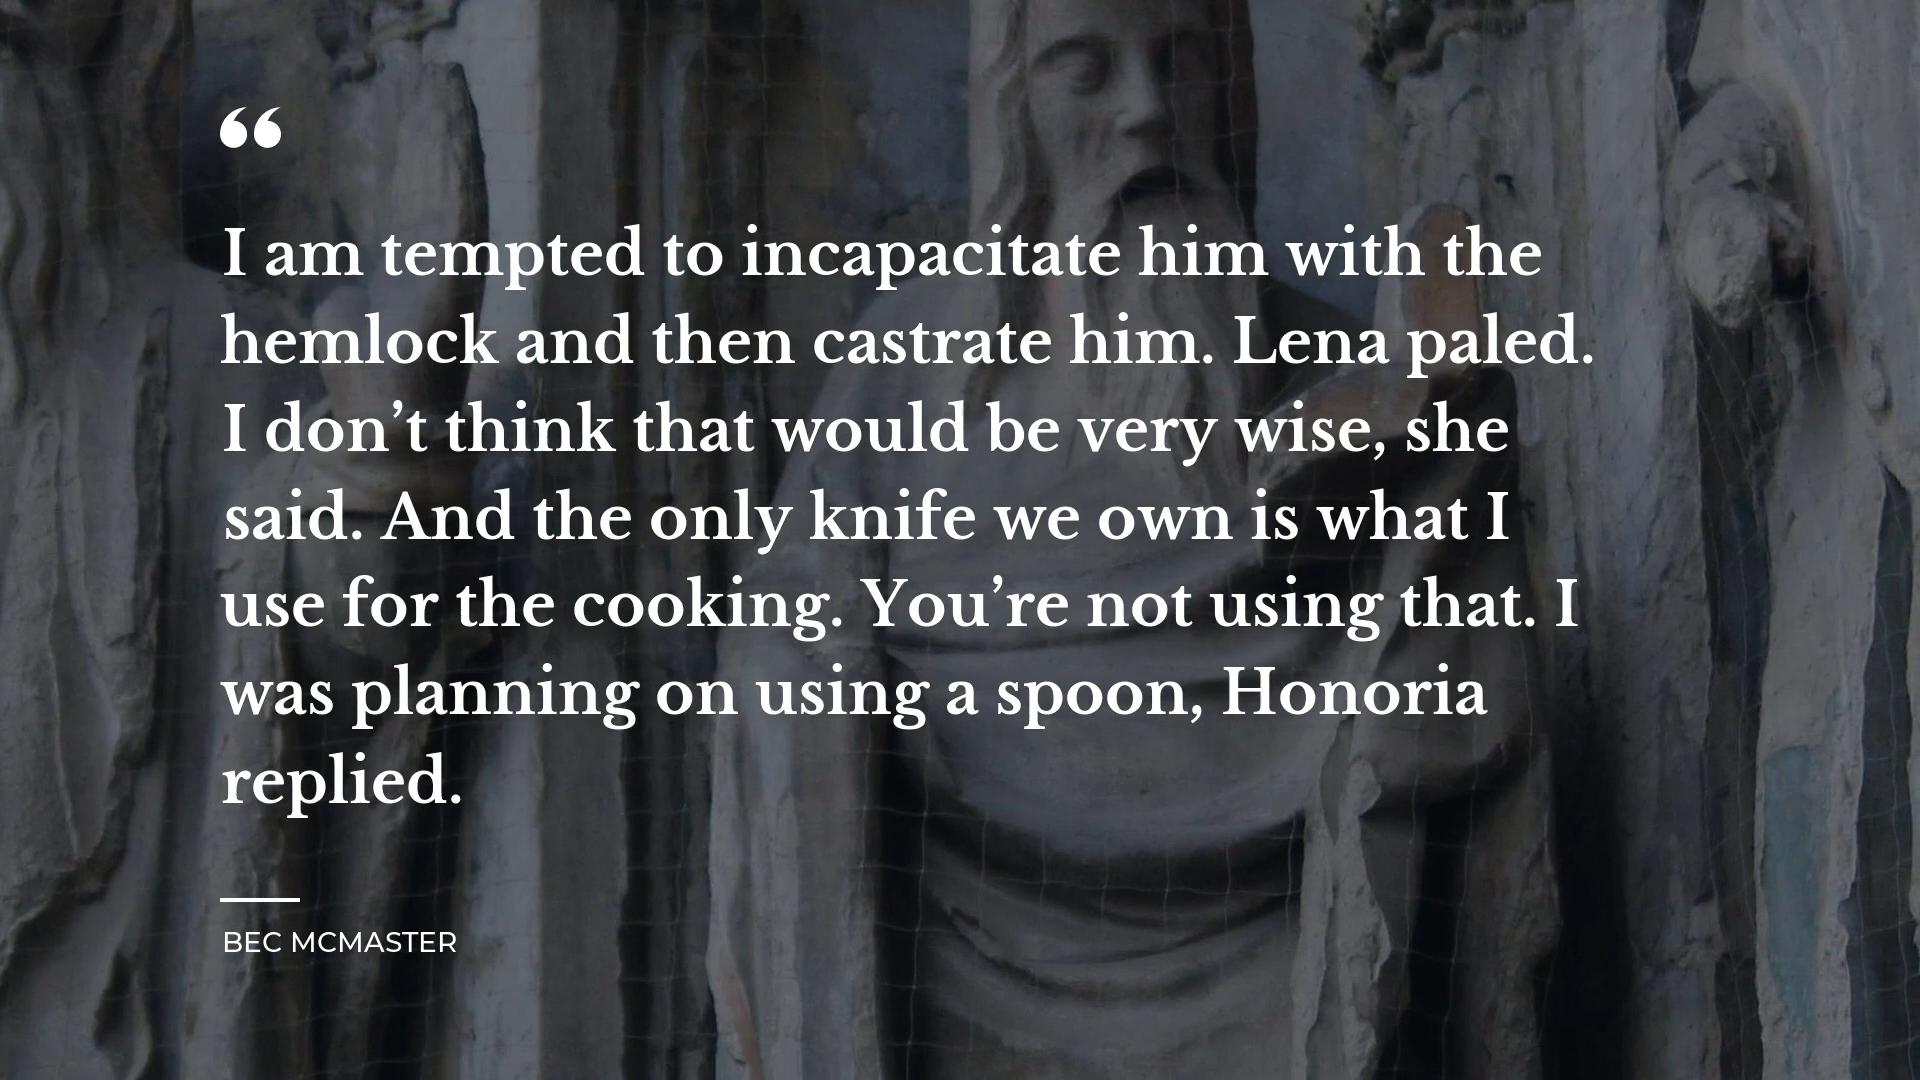 “
I am tempted to incapacitate him with the
hemlock and then castrate him. Lena paled.
I don’t think that would be very wise, she
said. And the only knife we own is what I
use for the cooking. You’re not using that. I
was planning on using a spoon, Honoria
replied.
BEC MCMASTER